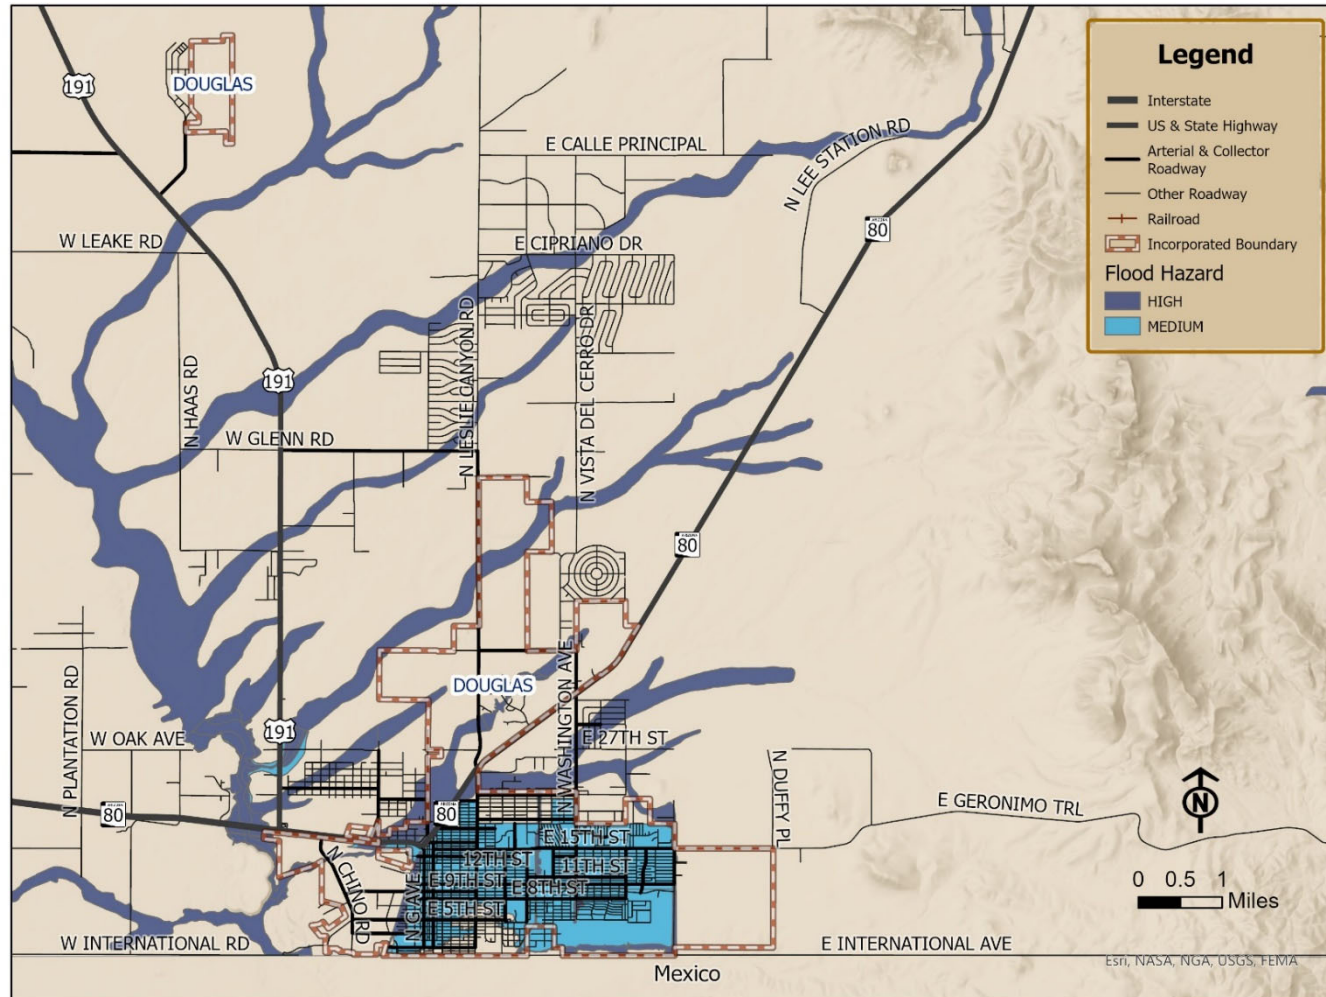 Legend
Interstate
US & State Highway
Arterial & Collector
Roadway
Other Roadway
Railroad
Incorporated Boundary
Flood Hazard
HIGH
MEDIUM
191
DOUGLAS
E CALLE PRINCIPAL
N LEE STATION RD
80
W LEAKE RD
E CIPRIANO DR
N HAAS RD
191
N LESLIE CANYON RD
N VISTA DEL CERRO DR
W GLENN RD
80
N PLANTATION RD
DOUGLAS
N WASHINGTON AVE
W OAK AVE
191
E 27TH ST
N DUFFY PL
80
80
E GERONIMO TRL
N
E 15TH ST
12TH ST
11TH ST
E 9TH ST
E 8TH ST
N CHINO RD
N G AVE
E 5TH ST
0 0.5 1
Miles
W INTERNATIONAL RD
E INTERNATIONAL AVE
Esri, NASA, NGA, USGS, FEMA
Mexico